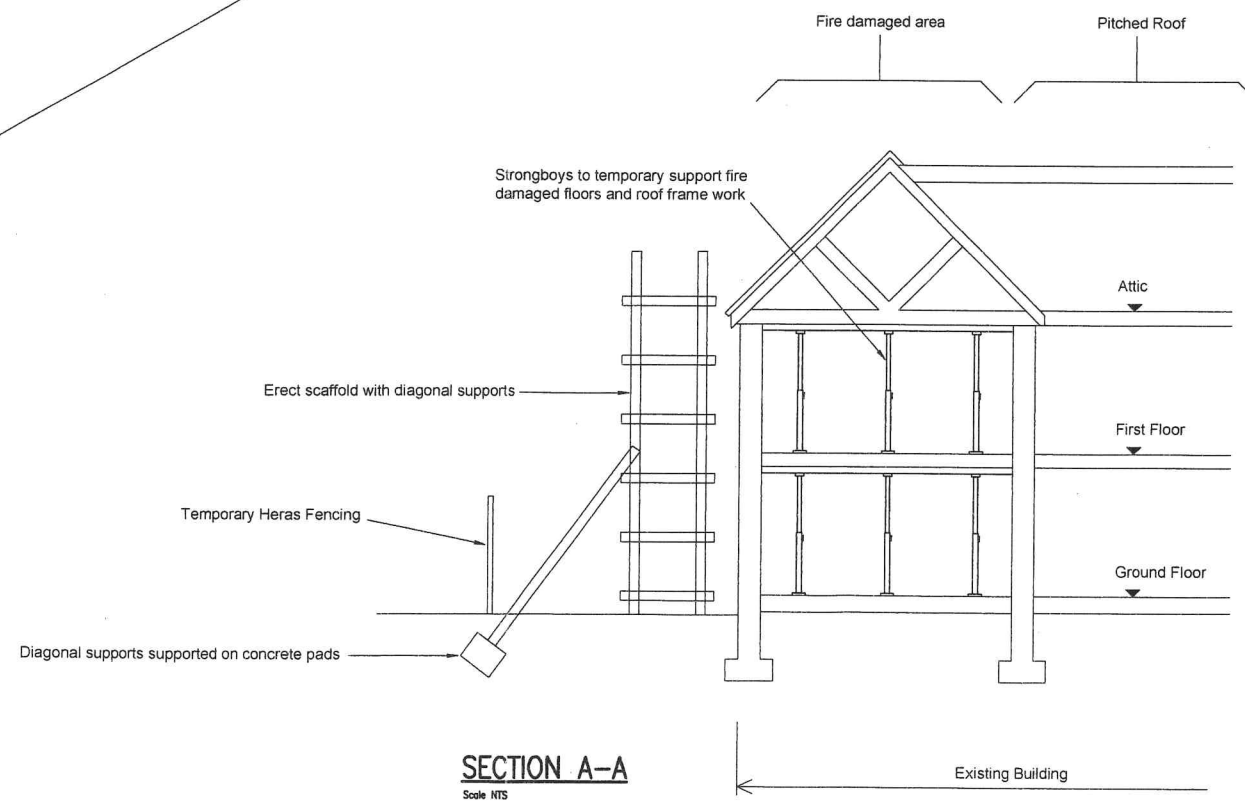 Fire damaged area
Pitched Roof
Strongboys to temporary support fire
damaged floors and roof frame work
Attic
Erect scaffold with diagonal supports
First Floor
Temporary Heras Fencing
Ground Floor
Diagonal supports supported on concrete pads
SECTION A-A
Scale NTS
Existing Building